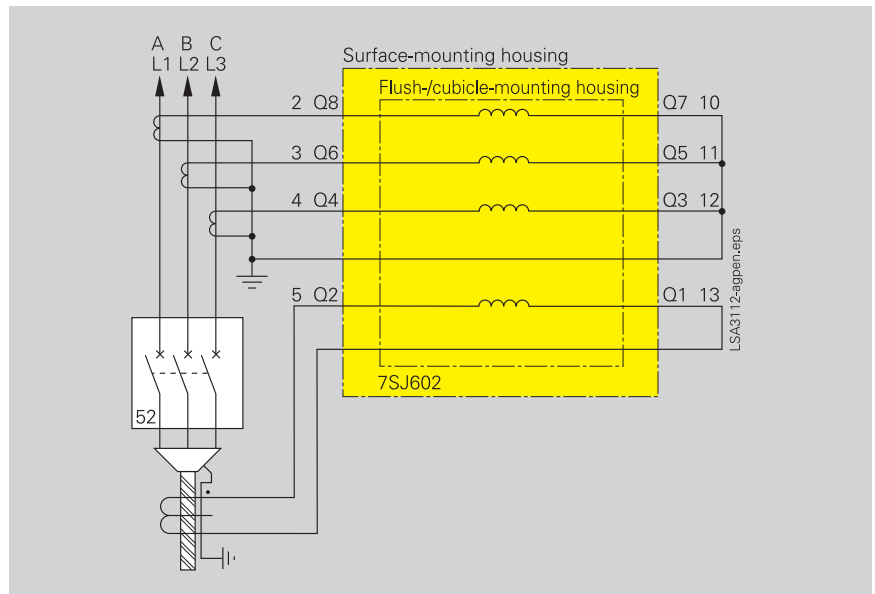 A B C
L1 L2 L3
Surface-mounting housing
Flush-/cubicle-mounting housing
2 Q8
Q7 10
3 Q6
Q5 11
4 Q4
Q3 12
5 Q2
Q1 13
7SJ602
52
LSA3112-agpen.eps